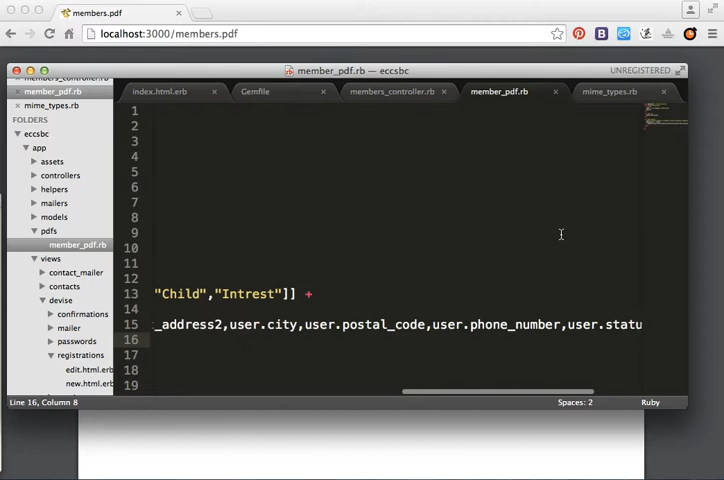 members.pdf
localhost:3000/members.pdf
member_pdf.rb — eccsbc
UNREGISTERED
members_controller.rb
member_pdf.rb
mime_types.rb
FOLDERS
eccsbc
app
assets
controllers
helpers
mailers
models
pdfs
member_pdf.rb
views
contact_mailer
contacts
devise
confirmations
mailer
passwords
registrations
edit.html.erb
new.html.erb
index.html.erb
Gemfile
members_controller.rb
member_pdf.rb
mime_types.rb
1
2
3
4
5
6
7
8
9
10
11
12
13 "Child","Intrest"]] +
14
15 _address2,user.city,user.postal_code,user.phone_number,user.statu
16
17
18
19
Line 16, Column 8
Spaces: 2
Ruby